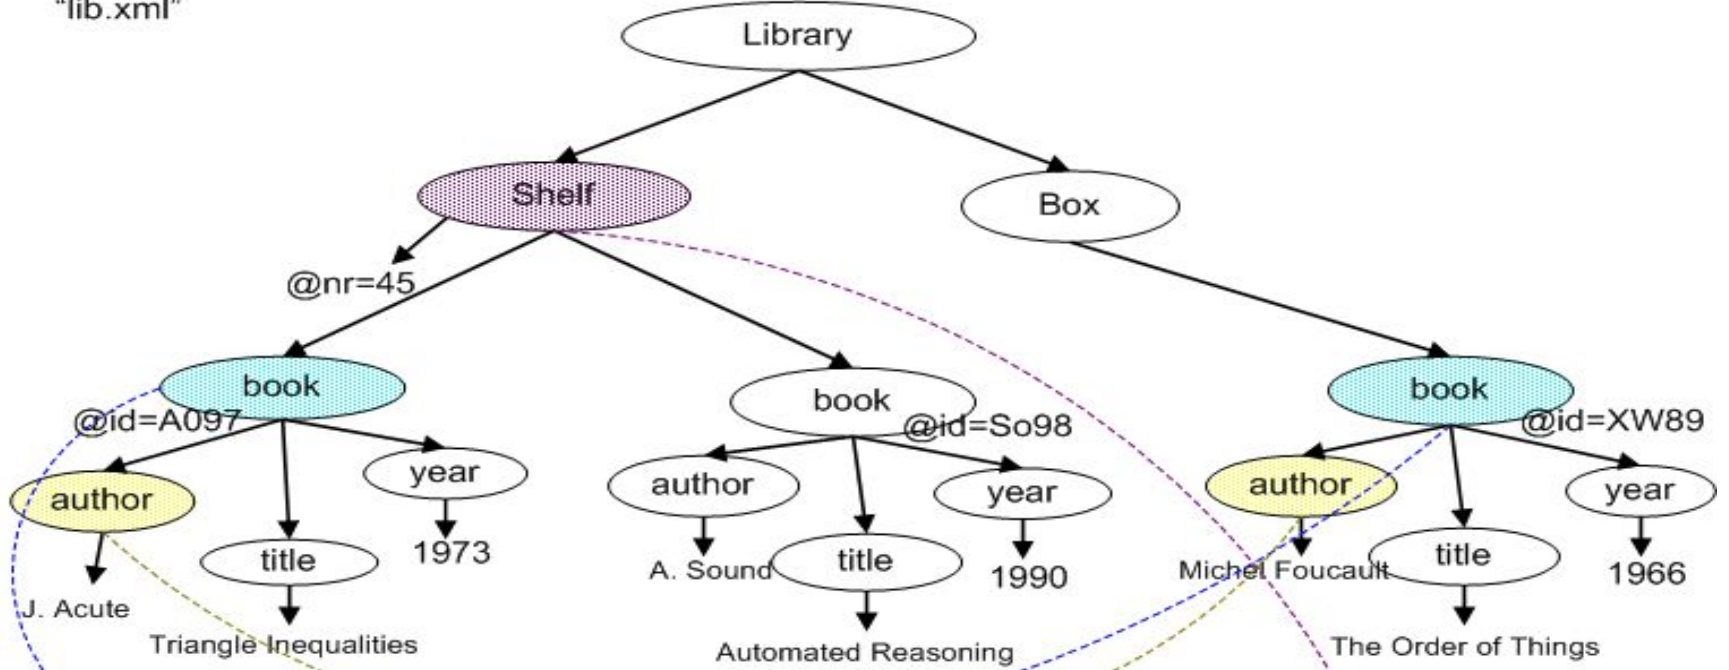 "lib.xml"
Library
Shelf
Box
@nr=45
book
book
book
@id=A097
@id=So98
@id=XW89
author
year
author
year
author
year
title
1973
title
1990
title
1966
J. Acute
A. Sound
Michel Foucault
Triangle Inequalities
Automated Reasoning
The Order of Things